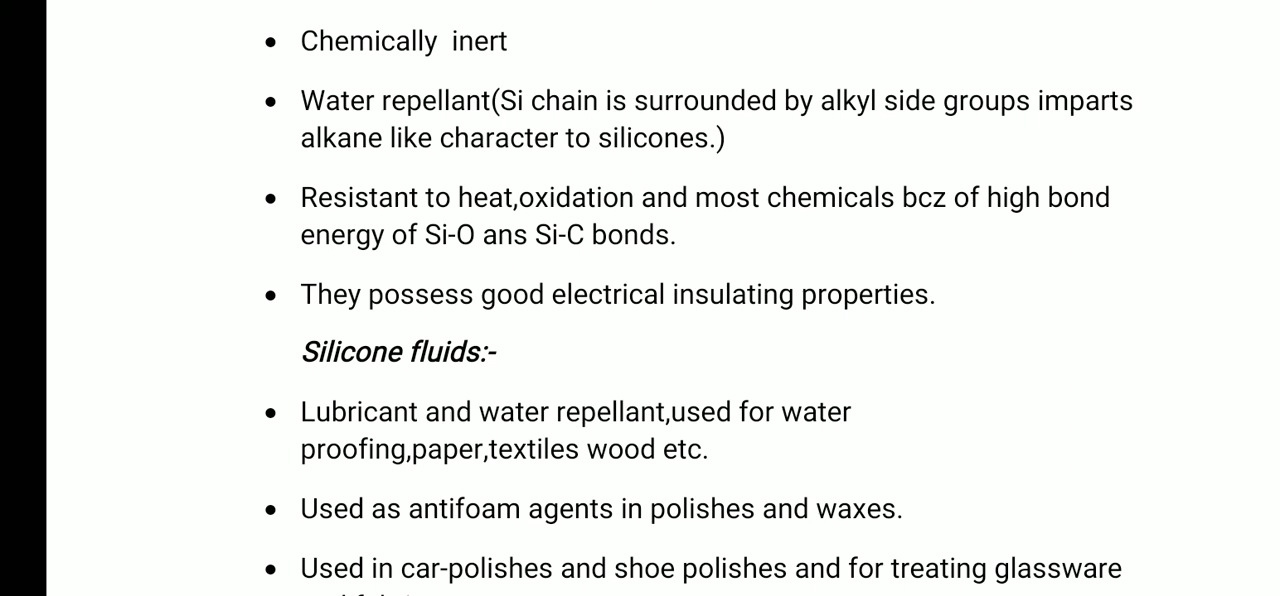 • Chemically  inert
• Water repellant(Si chain is surrounded by alkyl side groups imparts
alkane like character to silicones.)
• Resistant to heat,oxidation and most chemicals bcz of high bond
energy of Si-O ans Si-C bonds.
• They possess good electrical insulating properties.
Silicone fluids:-
• Lubricant and water repellant,used for water
proofing,paper,textiles wood etc.
• Used as antifoam agents in polishes and waxes.
• Used in car-polishes and shoe polishes and for treating glassware